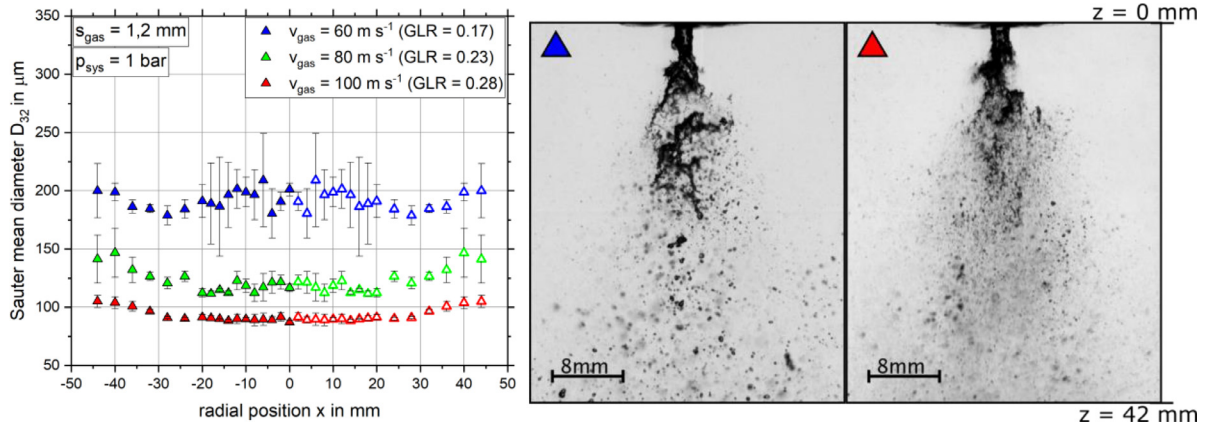 350
300
250
200
150
100
50
Sauter mean diameter D₃₂ in µm
s_gas = 1,2 mm
p_sys = 1 bar
v_gas = 60 m s⁻¹ (GLR = 0.17)
v_gas = 80 m s⁻¹ (GLR = 0.23)
v_gas = 100 m s⁻¹ (GLR = 0.28)
-50 -40 -30 -20 -10 0 10 20 30 40 50
radial position x in mm
z = 0 mm
8mm
8mm
z = 42 mm